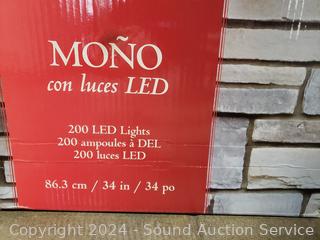 MOÑO
con luces LED
200 LED Lights
200 ampoules à DEL
200 luces LED
86.3 cm / 34 in / 34 po
Copyright 2024 - Sound Auction Service